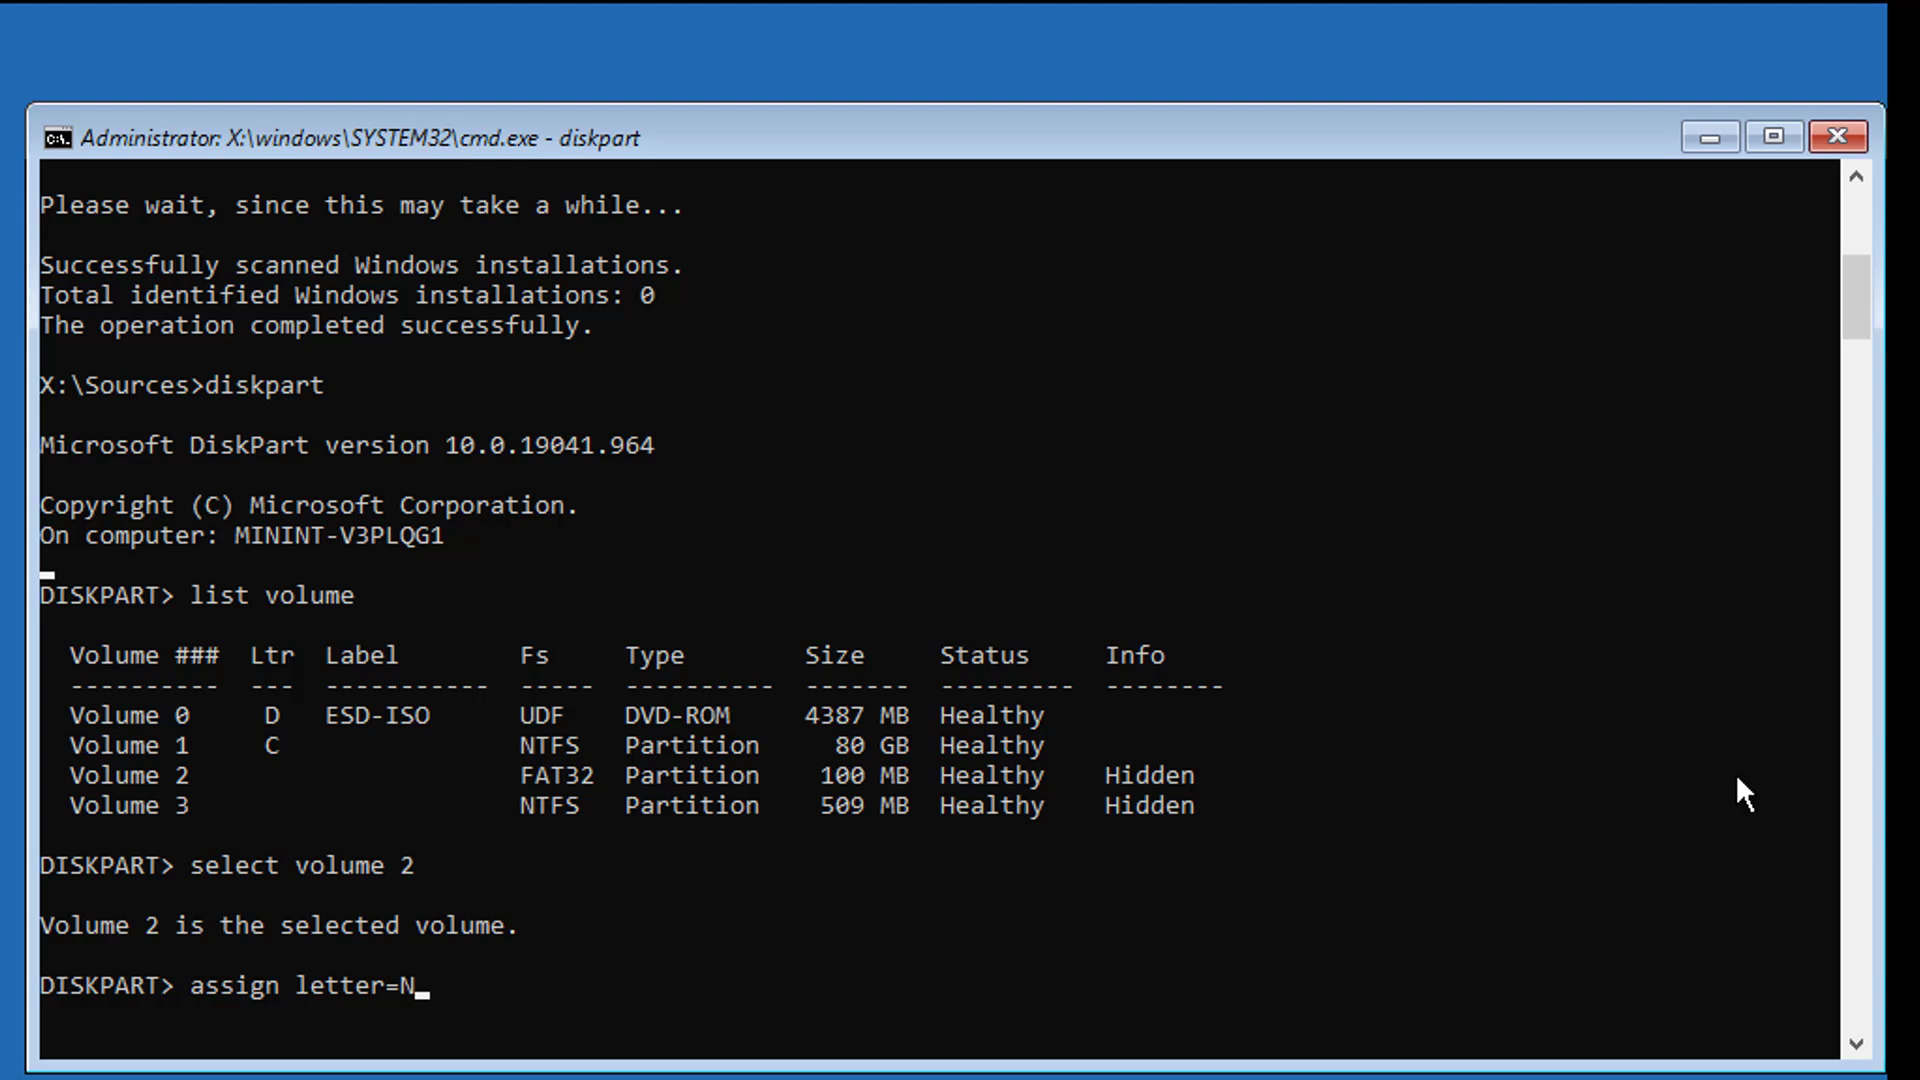 Administrator: X:\windows\SYSTEM32\cmd.exe - diskpart
Please wait, since this may take a while...
Successfully scanned Windows installations.
Total identified Windows installations: 0
The operation completed successfully.
X:\Sources>diskpart
Microsoft DiskPart version 10.0.19041.964
Copyright (C) Microsoft Corporation.
On computer: MININT-V3PLQG1
DISKPART> list volume
Volume ###  Ltr  Label        Fs     Type        Size     Status     Info
----------  ---  -----------  -----  ----------  -------  ---------  --------
Volume 0     D   ESD-ISO      UDF    DVD-ROM     4387 MB  Healthy
Volume 1     C                NTFS   Partition     80 GB  Healthy
Volume 2                      FAT32  Partition    100 MB  Healthy    Hidden
Volume 3                      NTFS   Partition    509 MB  Healthy    Hidden
DISKPART> select volume 2
Volume 2 is the selected volume.
DISKPART> assign letter=N